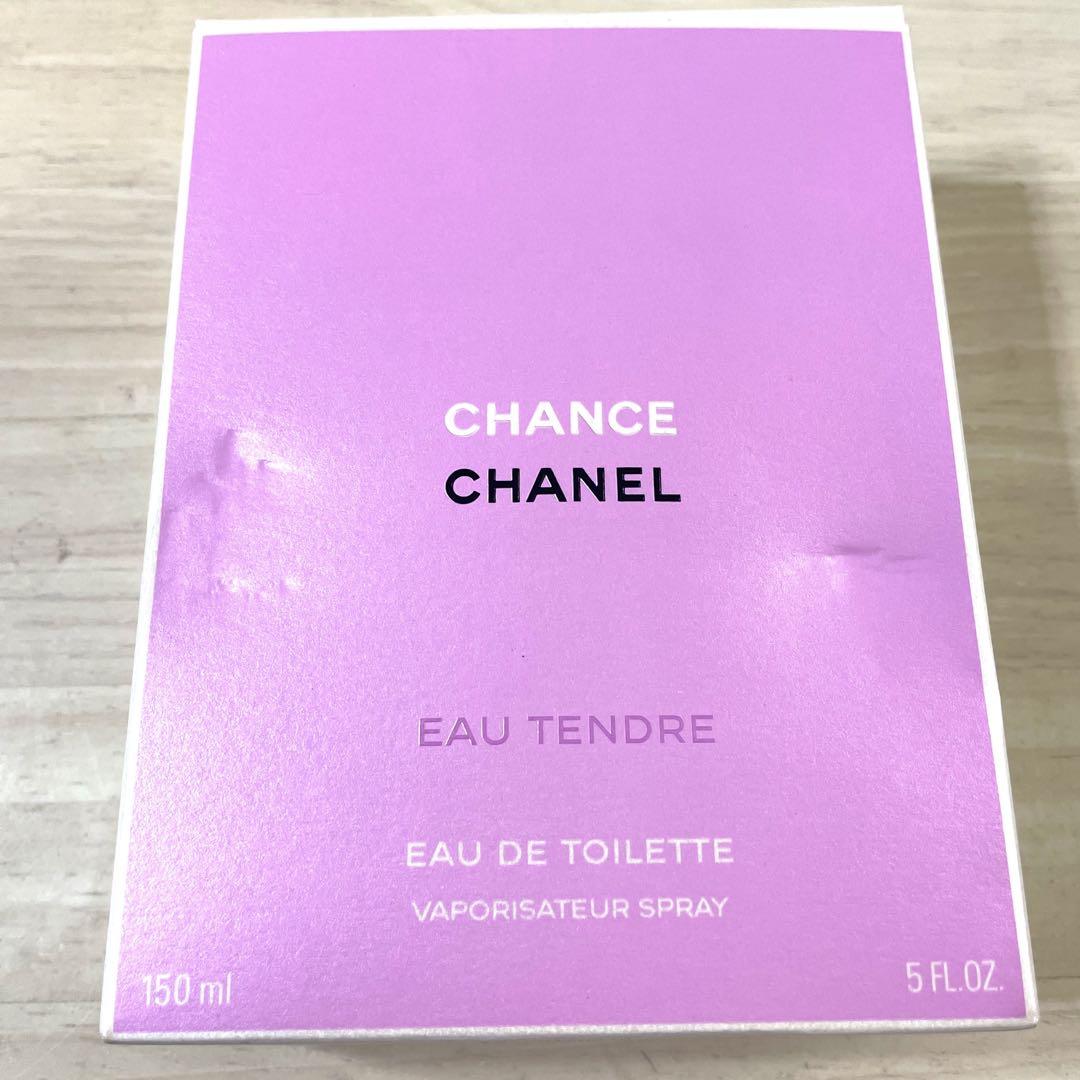 CHANCE
CHANEL
EAU TENDRE
EAU DE TOILETTE
VAPORISATEUR SPRAY
150 ml
5 FL.OZ.